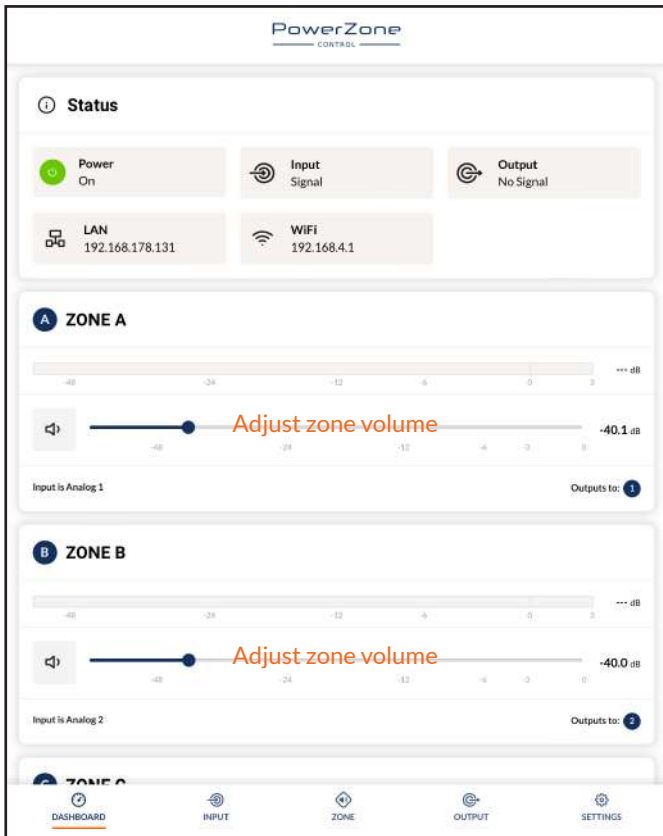 PowerZone
CONTROL
Status
Power
On
Input
Signal
Output
No Signal
LAN
192.168.178.131
WiFi
192.168.4.1
A ZONE A
--- dB
-48 -24 -12 -6 0 3
Adjust zone volume
-40.1 dB
-48 -24 -12 -6 -3 0
Input is Analog 1
Outputs to: 1
B ZONE B
--- dB
-48 -24 -12 -6 0 3
Adjust zone volume
-40.0 dB
-48 -24 -12 -6 -3 0
Input is Analog 2
Outputs to: 2
C ZONE C
DASHBOARD INPUT ZONE OUTPUT SETTINGS